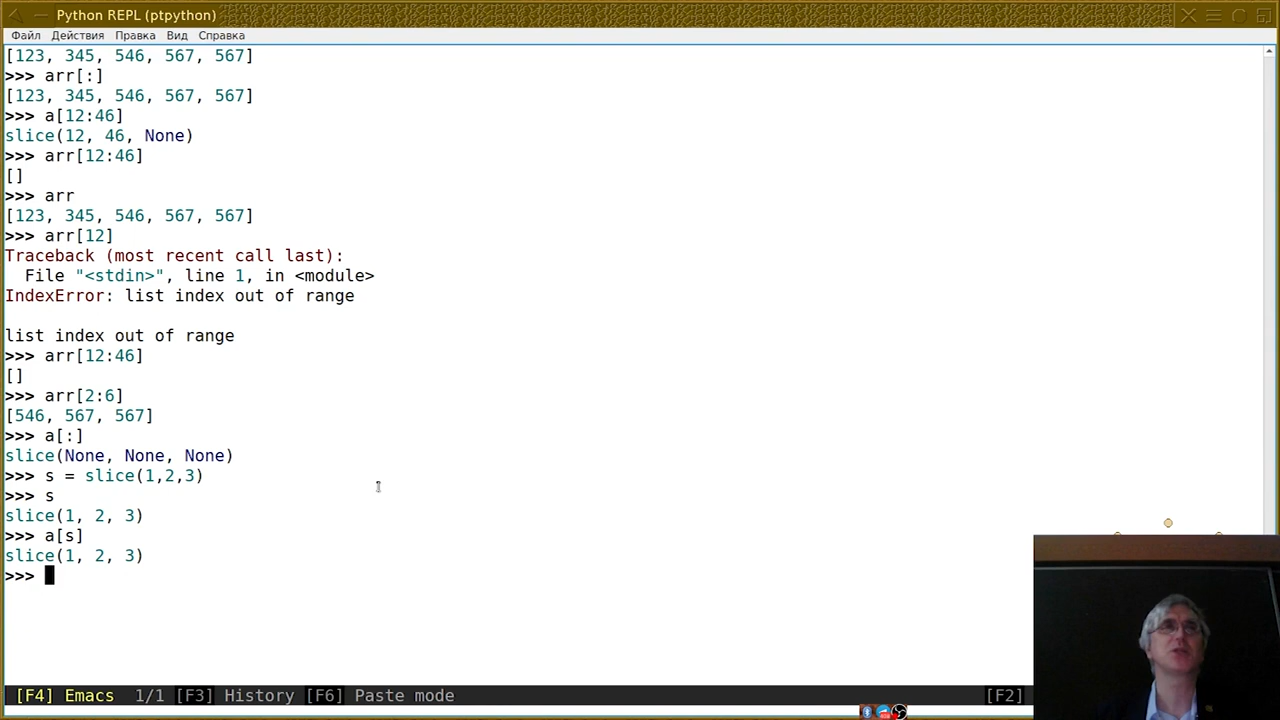 Python REPL (ptpython)
Файл Действия Правка Вид Справка
[123, 345, 546, 567, 567]
>>> arr[:]
[123, 345, 546, 567, 567]
>>> a[12:46]
slice(12, 46, None)
>>> arr[12:46]
[]
>>> arr
[123, 345, 546, 567, 567]
>>> arr[12]
Traceback (most recent call last):
  File "<stdin>", line 1, in <module>
IndexError: list index out of range
list index out of range
>>> arr[12:46]
[]
>>> arr[2:6]
[546, 567, 567]
>>> a[:]
slice(None, None, None)
>>> s = slice(1,2,3)
>>> s
slice(1, 2, 3)
>>> a[s]
slice(1, 2, 3)
>>>
[F4] Emacs 1/1 [F3] History [F6] Paste mode [F2]